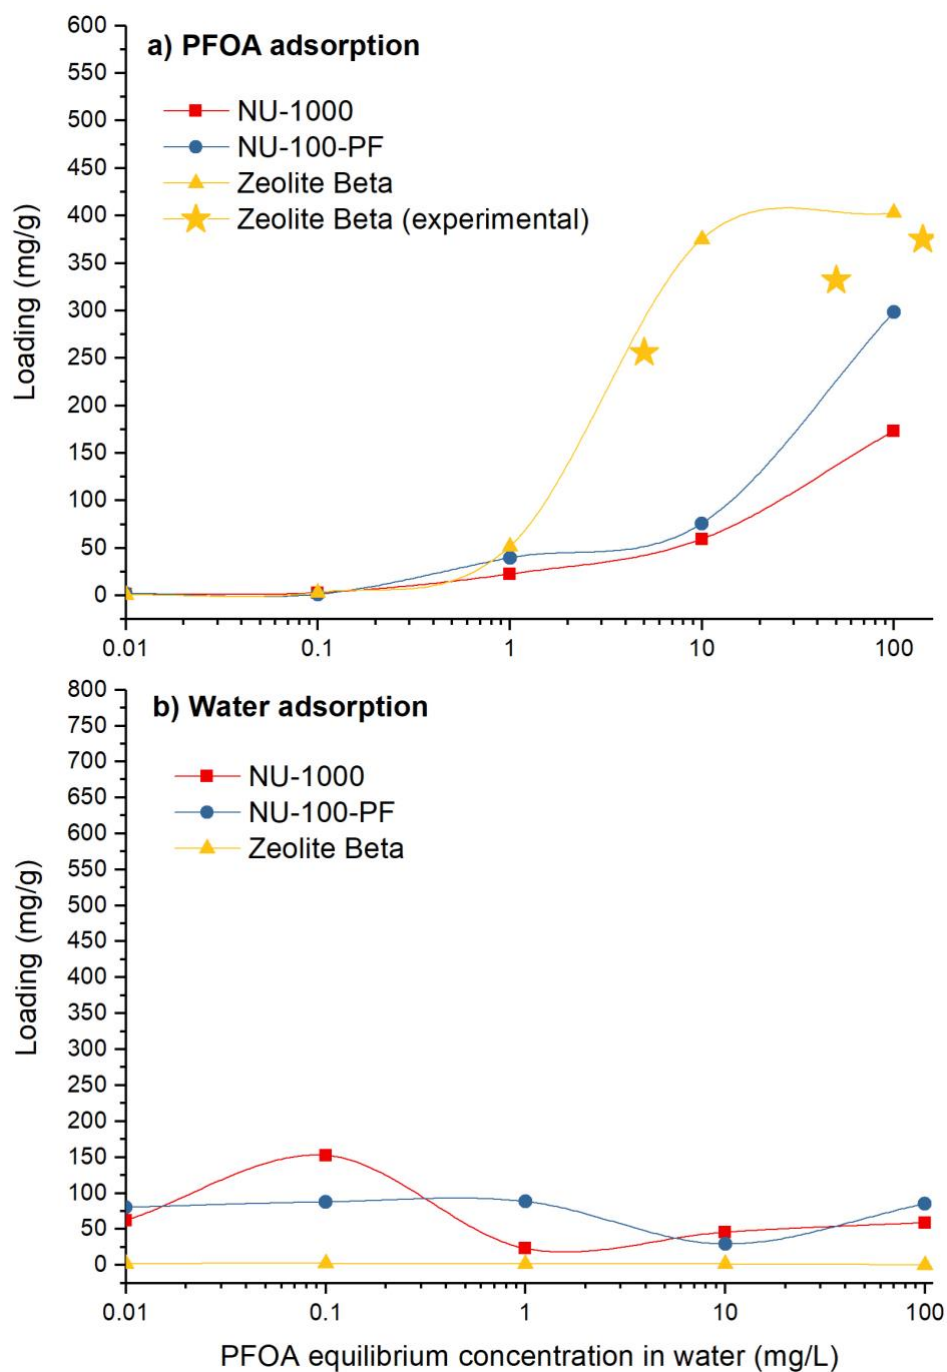 a) PFOA adsorption
NU-1000
NU-100-PF
Zeolite Beta
Zeolite Beta (experimental)
Loading (mg/g)
600
550
500
450
400
350
300
250
200
150
100
50
0
0.01 0.1 1 10 100
b) Water adsorption
NU-1000
NU-100-PF
Zeolite Beta
Loading (mg/g)
800
750
700
650
600
550
500
450
400
350
300
250
200
150
100
50
0
0.01 0.1 1 10 100
PFOA equilibrium concentration in water (mg/L)